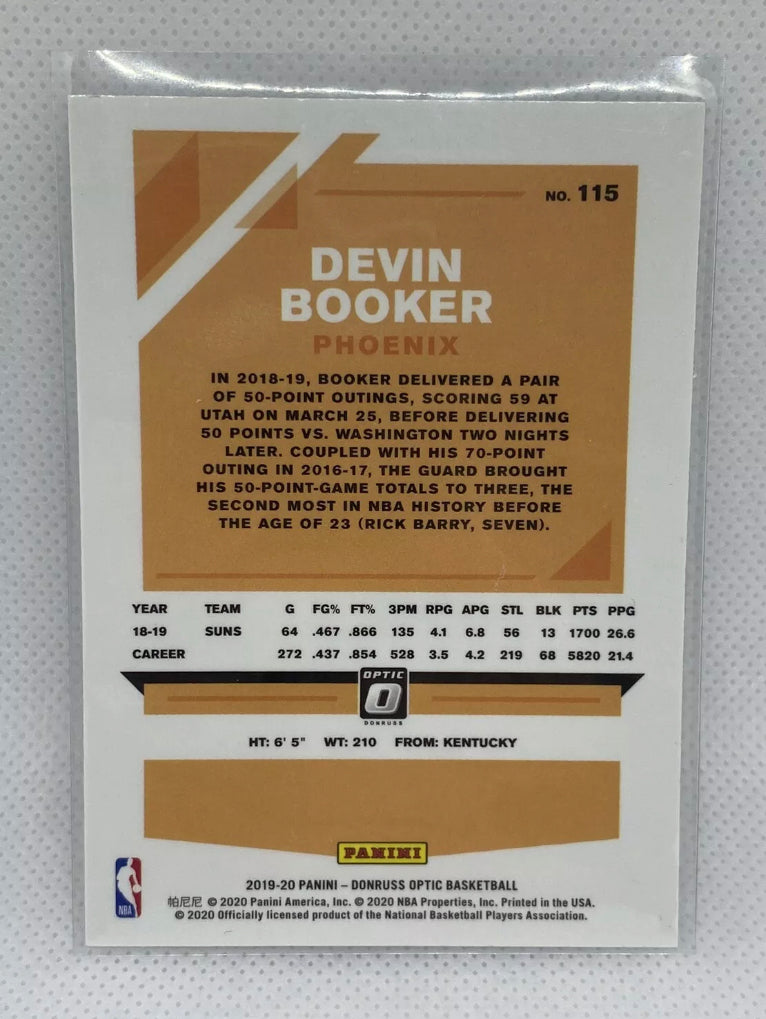 NO. 115
DEVIN
BOOKER
PHOENIX
IN 2018-19, BOOKER DELIVERED A PAIR
OF 50-POINT OUTINGS, SCORING 59 AT
UTAH ON MARCH 25, BEFORE DELIVERING
50 POINTS VS. WASHINGTON TWO NIGHTS
LATER. COUPLED WITH HIS 70-POINT
OUTING IN 2016-17, THE GUARD BROUGHT
HIS 50-POINT-GAME TOTALS TO THREE, THE
SECOND MOST IN NBA HISTORY BEFORE
THE AGE OF 23 (RICK BARRY, SEVEN).
YEAR TEAM G FG% FT% 3PM RPG APG STL BLK PTS PPG
18-19 SUNS 64 .467 .866 135 4.1 6.8 56 13 1700 26.6
CAREER 272 .437 .854 528 3.5 4.2 219 68 5820 21.4
OPTIC
O
DONRUSS
HT: 6' 5" WT: 210 FROM: KENTUCKY
PANINI
NBA
2019-20 PANINI – DONRUSS OPTIC BASKETBALL
帕尼尼 © 2020 Panini America, Inc. © 2020 NBA Properties, Inc. Printed in the USA.
© 2020 Officially licensed product of the National Basketball Players Association.